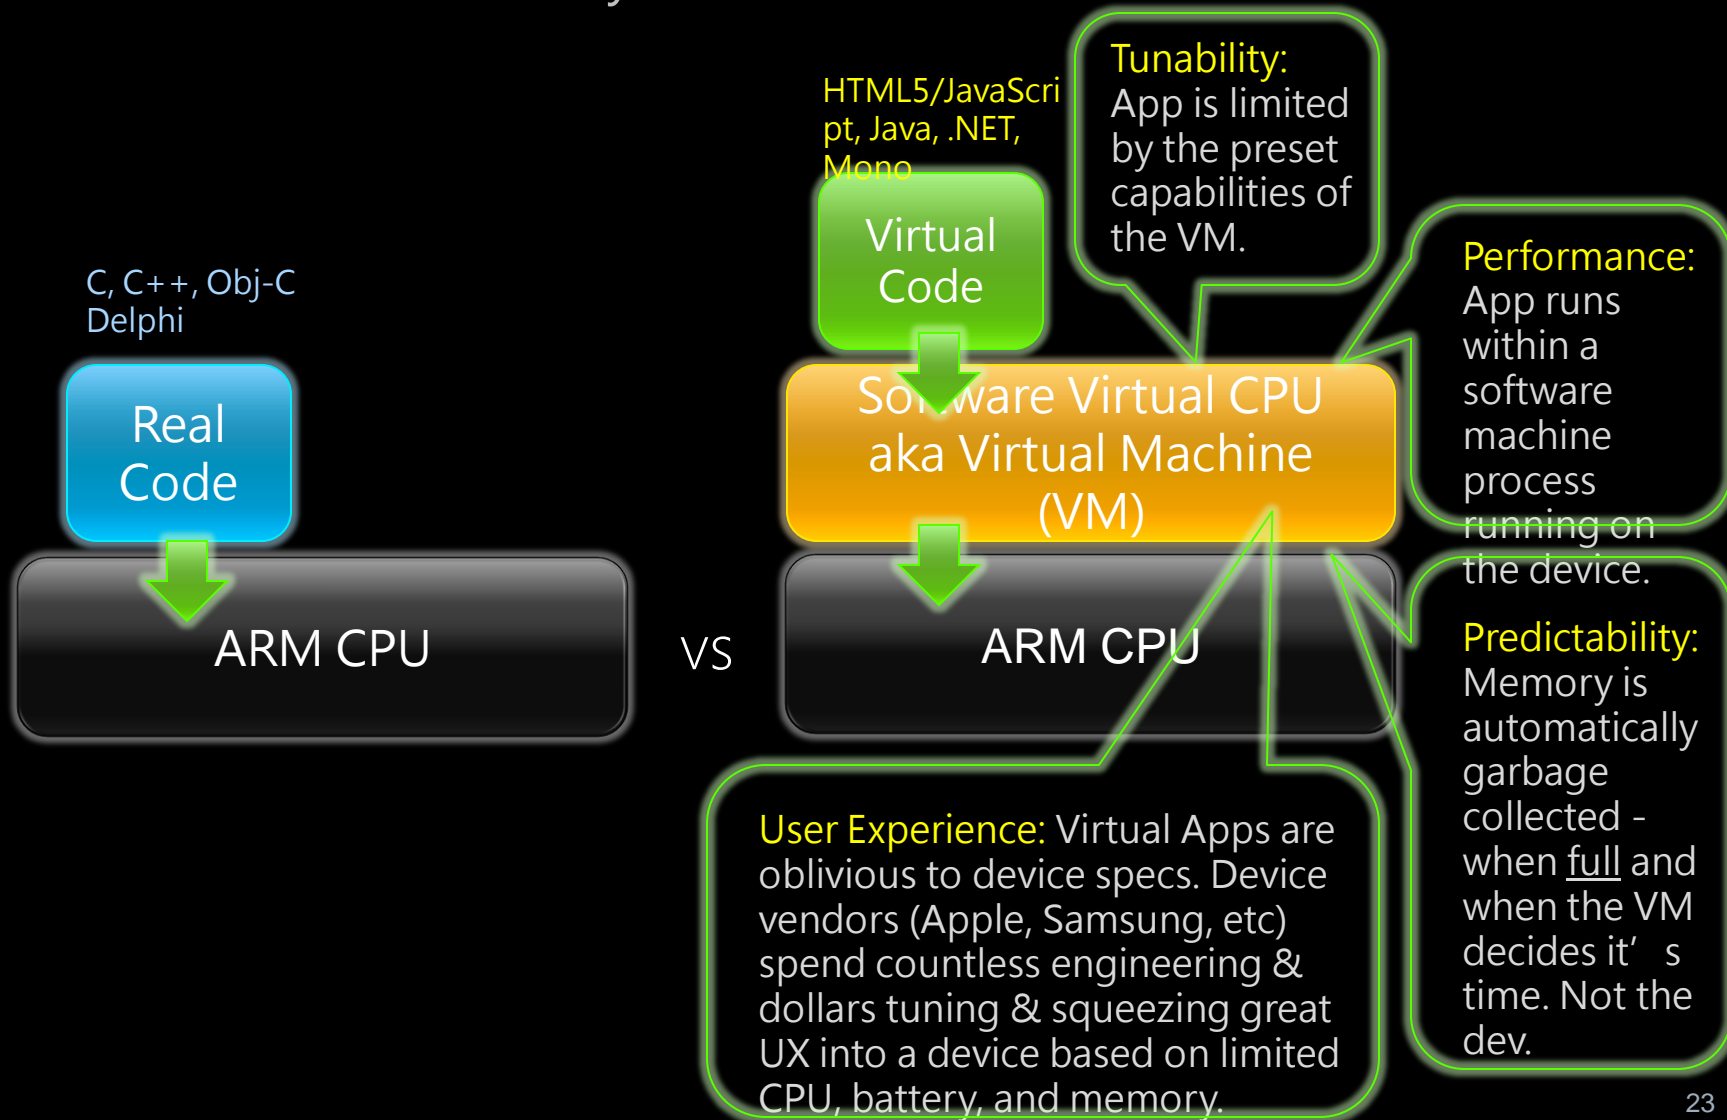 C, C++, Obj-C
Delphi
Real
Code
ARM CPU
vs
HTML5/JavaScri
pt, Java, .NET,
Mono
Virtual
Code
Software Virtual CPU
aka Virtual Machine
(VM)
ARM CPU
Tunability:
App is limited
by the preset
capabilities of
the VM.
Performance:
App runs
within a
software
machine
process
running on
the device.
Predictability:
Memory is
automatically
garbage
collected -
when full and
when the VM
decides it’ s
time. Not the
dev.
User Experience: Virtual Apps are
oblivious to device specs. Device
vendors (Apple, Samsung, etc)
spend countless engineering &
dollars tuning & squeezing great
UX into a device based on limited
CPU, battery, and memory.
23